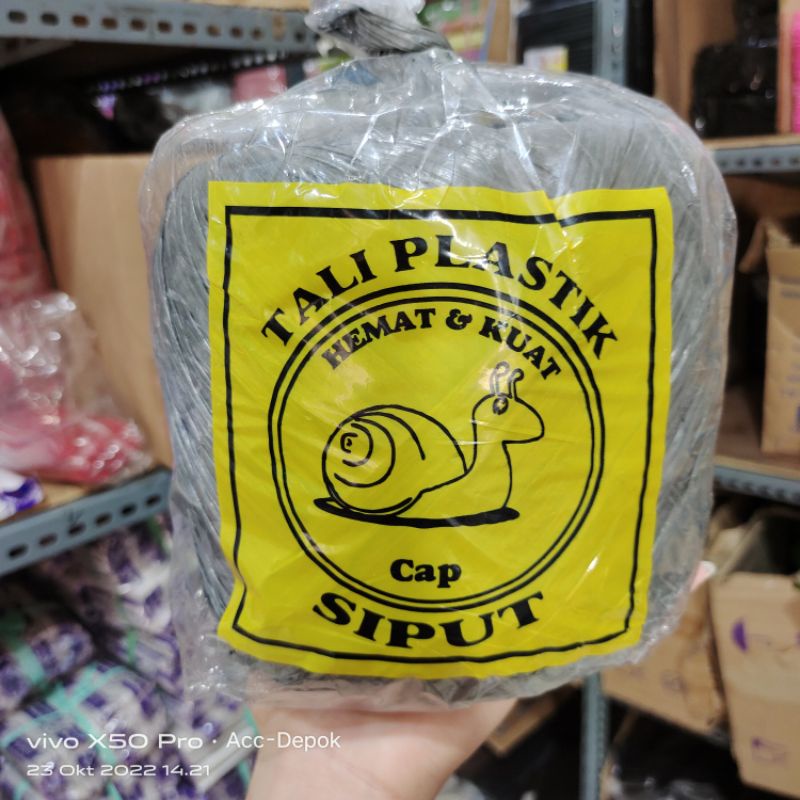 TALI PLASTIK
HEMAT & KUAT
Cap
SIPUT
vivo X50 Pro · Acc-Depok
23 Okt 2022 14.21